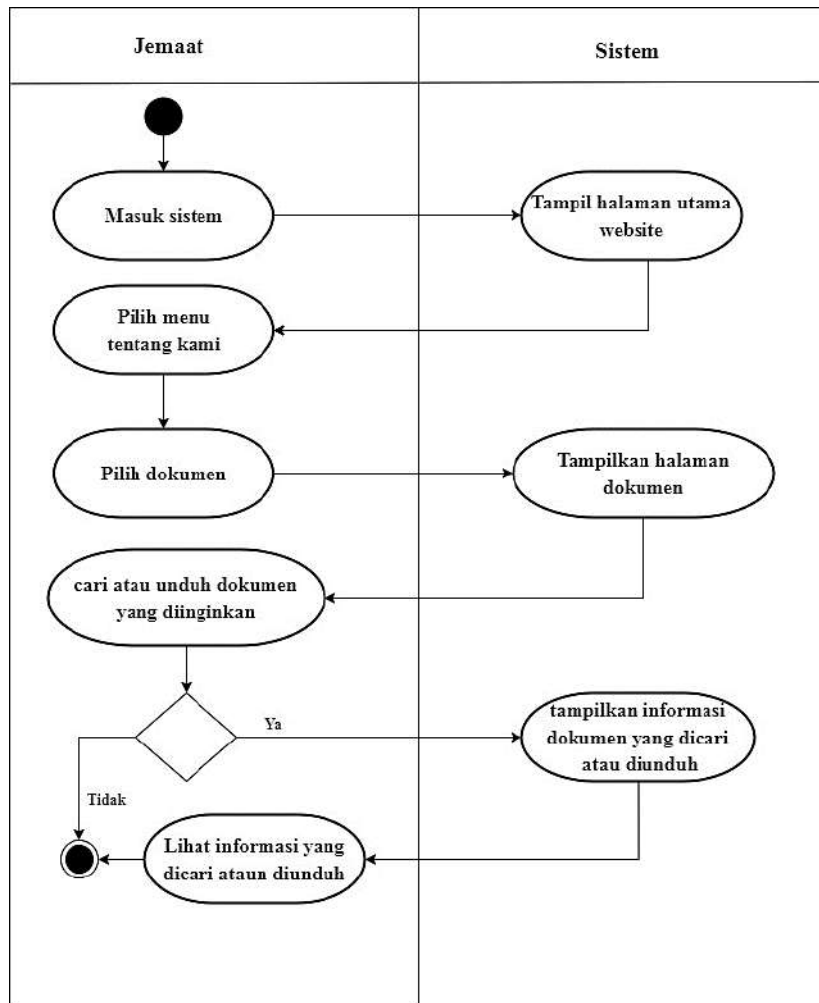 Jemaat
Sistem
Masuk sistem
Tampil halaman utama
website
Pilih menu
tentang kami
Pilih dokumen
Tampilkan halaman
dokumen
cari atau unduh dokumen
yang diinginkan
Ya
tampilkan informasi
dokumen yang dicari
atau diunduh
Tidak
Lihat informasi yang
dicari ataun diunduh